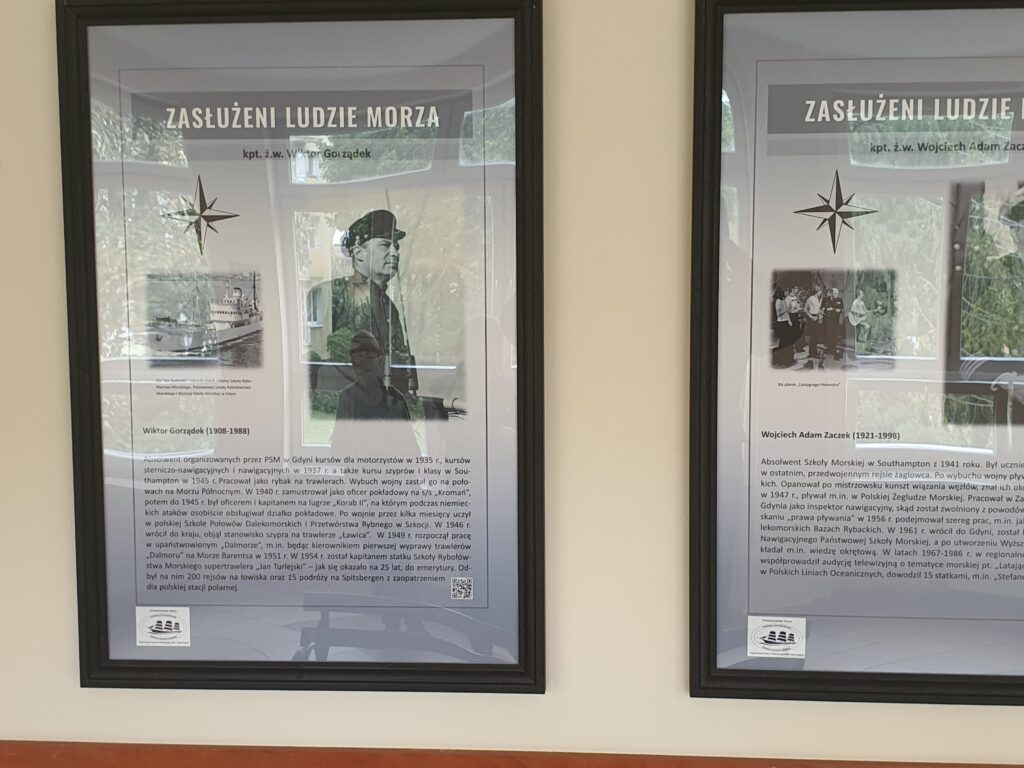 ZASŁUŻENI LUDZIE MORZA
kpt. ż.w. Wiktor Gorządek
Wiktor Gorządek (1908-1988)
Absolwent organizowanych przez PSM w Gdyni kursów dla motorzystów w 1935 r., kursów
sterniczo-nawigacyjnych i nawigacyjnych w 1937 r. a także kursu szyprów i klasy w Sou-
thampton w 1945 r. Pracował jako rybak na trawlerach. Wybuch wojny zastał go na poło-
wach na Morzu Północnym. W 1940 r. zamustrował jako oficer pokładowy na s/s „Kromań”,
potem do 1945 r. był oficerem i kapitanem na lugrze „Korab II”, na którym podczas niemiec-
kich ataków osobiście obsługiwał działko pokładowe. Po wojnie przez kilka miesięcy uczył
w polskiej Szkole Połowów Dalekomorskich i Przetwórstwa Rybnego w Szkocji. W 1946 r.
wrócił do kraju, objął stanowisko szypra na trawlerze „Ławica”. W 1949 r. rozpoczął pracę
w upaństwowionym „Dalmorze”, m.in. będąc kierownikiem pierwszej wyprawy trawlerów
„Dalmoru” na Morze Barentsa w 1951 r. W 1954 r. został kapitanem statku Szkoły Rybołów-
stwa Morskiego supertrawlera „Jan Turlejski” – jak się okazało na 25 lat, do emerytury. Od-
był na nim 200 rejsów na łowiska oraz 15 podróży na Spitsbergen z zaopatrzeniem
dla polskiej stacji polarnej.
ZASŁUŻENI LUDZIE
kpt. ż.w. Wojciech Adam
Na planie „Latającego Holendra”
Wojciech Adam Zaczek (1921-1998)
Absolwent Szkoły Morskiej w Southampton z 1941 roku. Był
w ostatnim, przedwojennym rejsie żaglowca. Po wybuchu wojny
kich. Opanował po mistrzowsku kunszt wiązania węzłów, znał ich
w 1947 r., pływał m.in. w Polskiej Żegludze Morskiej. Pracował w
Gdynia jako inspektor nawigacyjny, skąd został zwolniony z powodów
skaniu „prawa pływania” w 1956 r. podejmował szereg prac, m.in.
lekomorskich Bazach Rybackich. W 1961 r. wrócił do Gdyni, został
Nawigacyjnego Państwowej Szkoły Morskiej, a po utworzeniu
kładał m.in. wiedzę okrętową. W latach 1967-1986 r. w
współprowadził audycję telewizyjną o tematyce morskiej pt.
w Polskich Liniach Oceanicznych, dowodził 15 statkami, m.in.